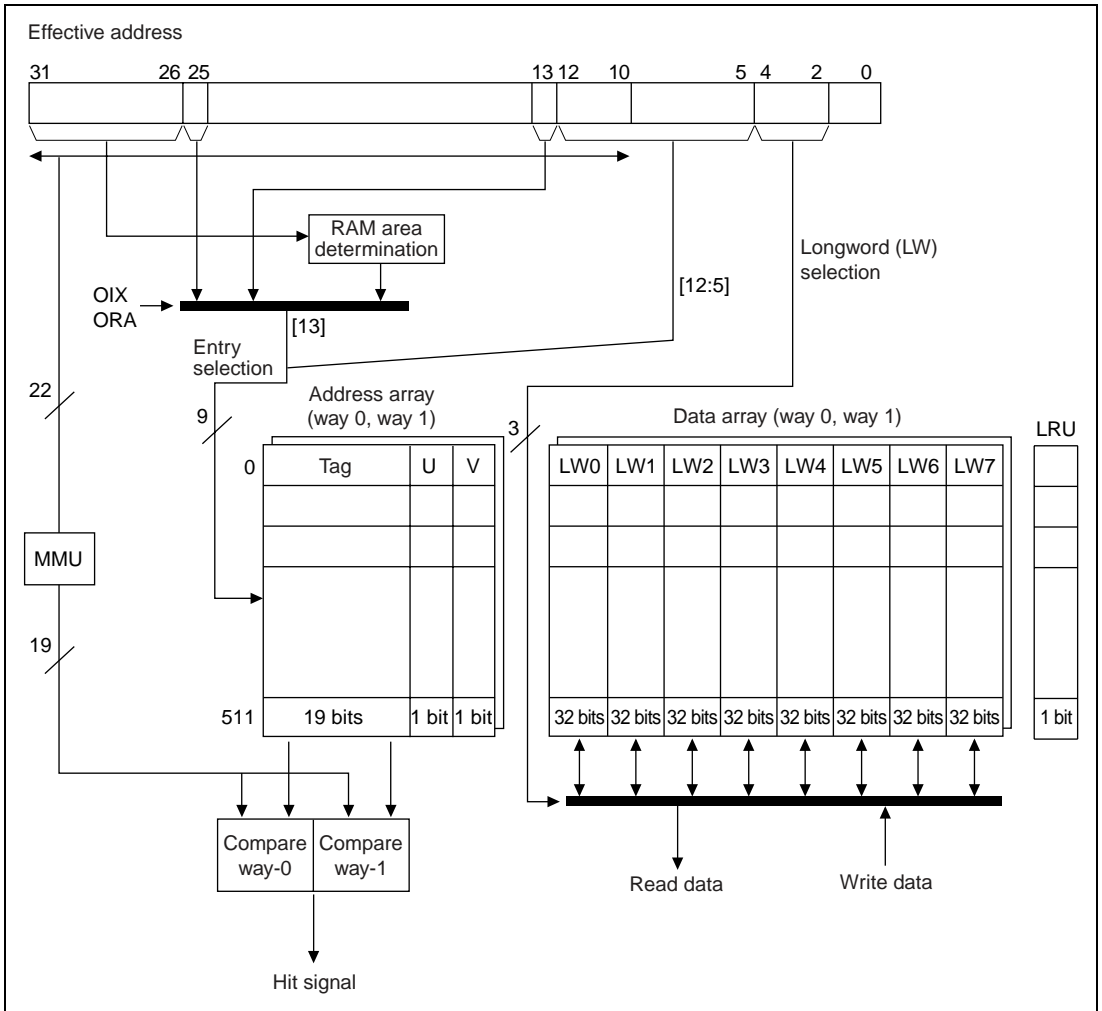 Effective address
31 26 25 13 12 10 5 4 2 0
RAM area
determination
Longword (LW)
selection
[12:5]
OIX
ORA
[13]
Entry
selection
22
9
Address array
(way 0, way 1)
3
Data array (way 0, way 1)
LRU
0 Tag U V
LW0 LW1 LW2 LW3 LW4 LW5 LW6 LW7
MMU
19
511 19 bits 1 bit 1 bit
32 bits 32 bits 32 bits 32 bits 32 bits 32 bits 32 bits 32 bits
1 bit
Compare
way-0
Compare
way-1
Read data
Write data
Hit signal